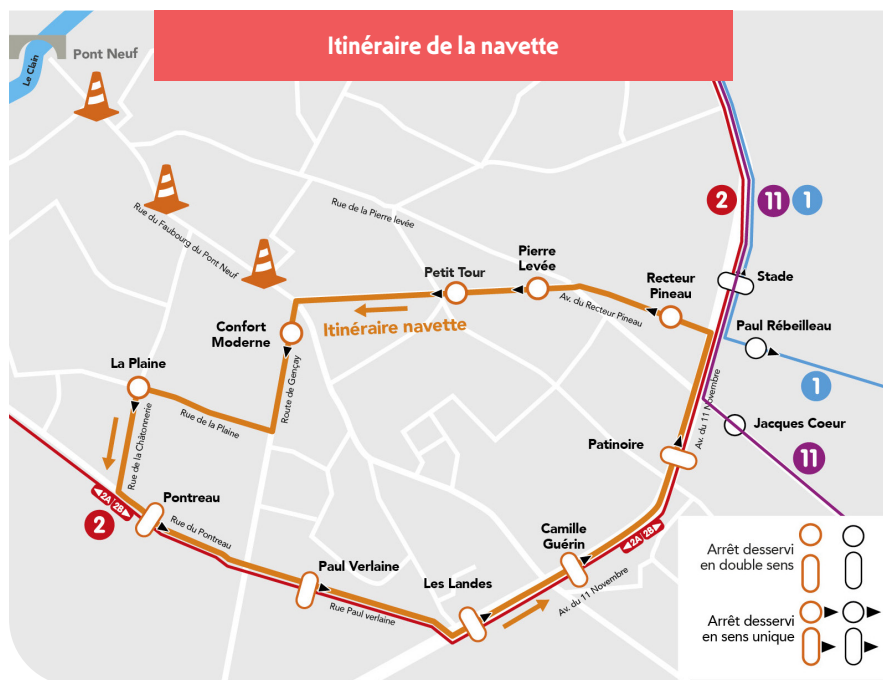 Itinéraire de la navette
Pont Neuf
Le Clain
Rue du Faubourg du Pont Neuf
Rue de la Pierre levée
2
11
1
Pierre
Levée
Petit Tour
Recteur
Pineau
Stade
Av. du Recteur Pineau
Confort
Moderne
Itinéraire navette
Paul Rébeilleau
1
La Plaine
Rue de la Plaine
Route de Gençay
Av. du 11 Novembre
Jacques Coeur
11
Rue de la Châtonnerie
Patinoire
2A 2B
2
Pontreau
Rue du Pontreau
Camille
Guérin
2A 2B
Paul Verlaine
Rue Paul verlaine
Les Landes
Av. du 11 Novembre
Arrêt desservi
en double sens
Arrêt desservi
en sens unique